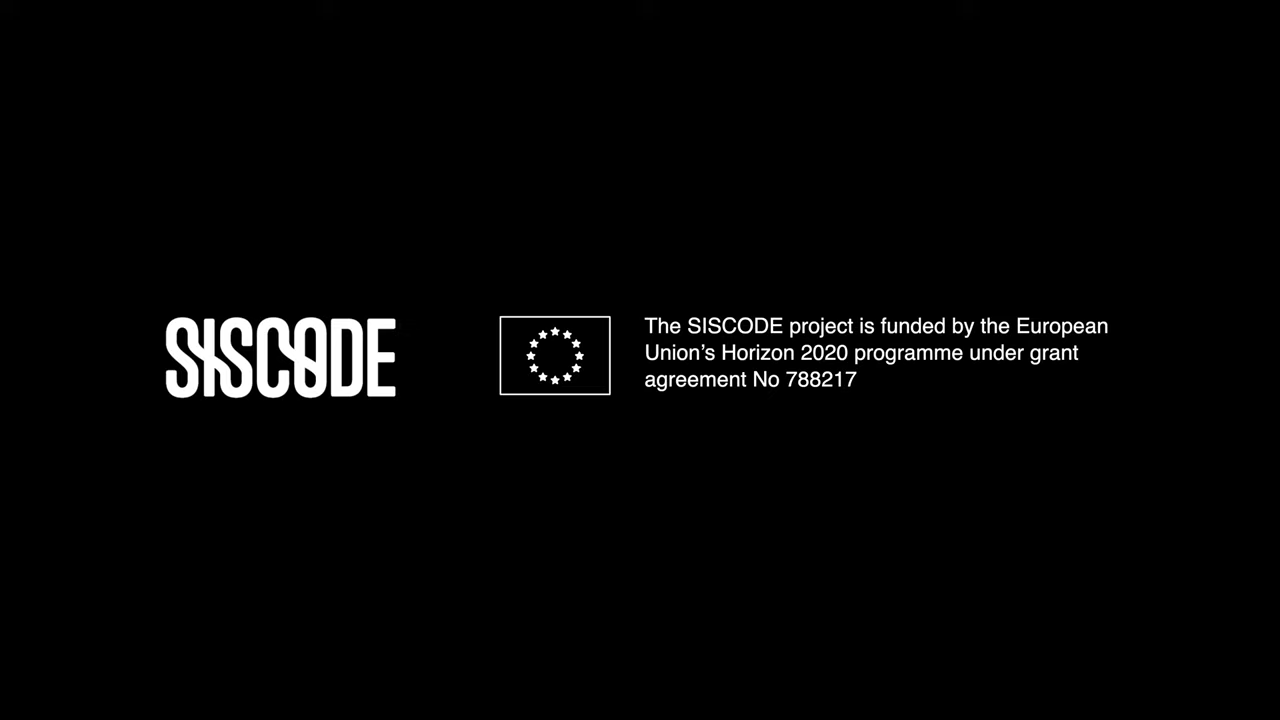 SISCODE
The SISCODE project is funded by the European
Union’s Horizon 2020 programme under grant
agreement No 788217